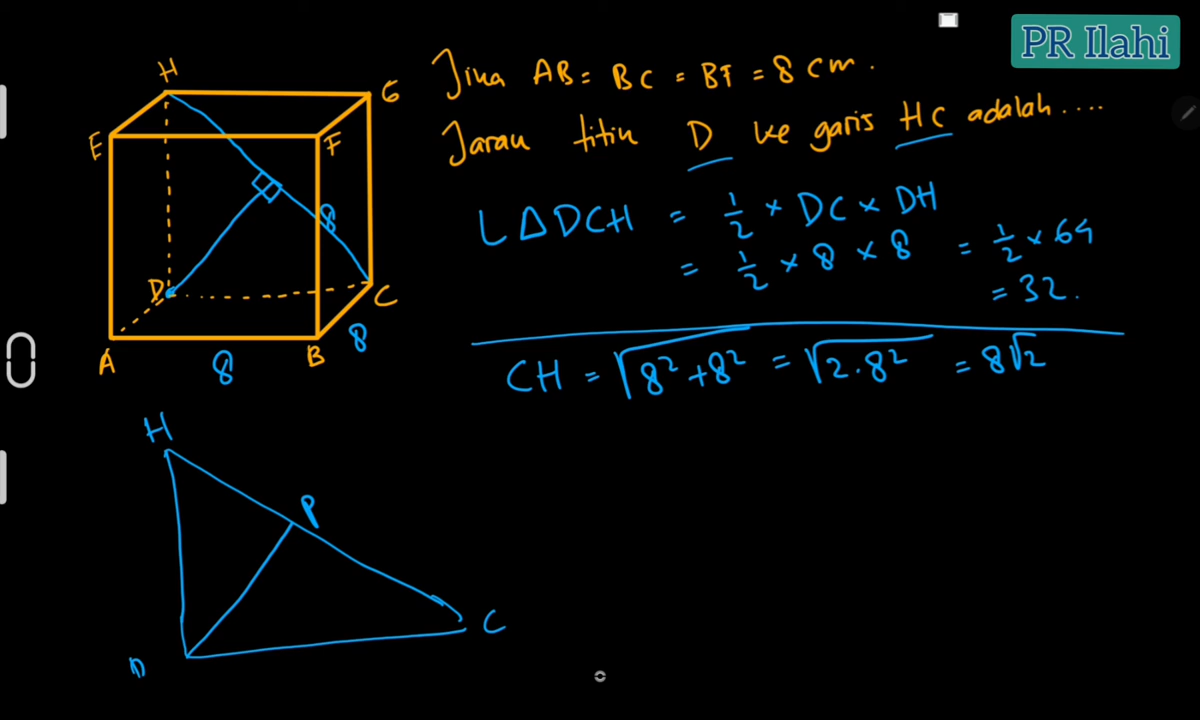 PR Ilahi
Jika AB = BC = BF = 8 cm.
Jarak titik D ke garis HC adalah....
H
G
E
F
8
D
C
A
B
8
8
L Δ DCH = 1/2 × DC × DH
= 1/2 × 8 × 8 = 1/2 × 64
= 32.
CH = √(8² + 8²) = √(2.8²) = 8√2
H
P
C
D